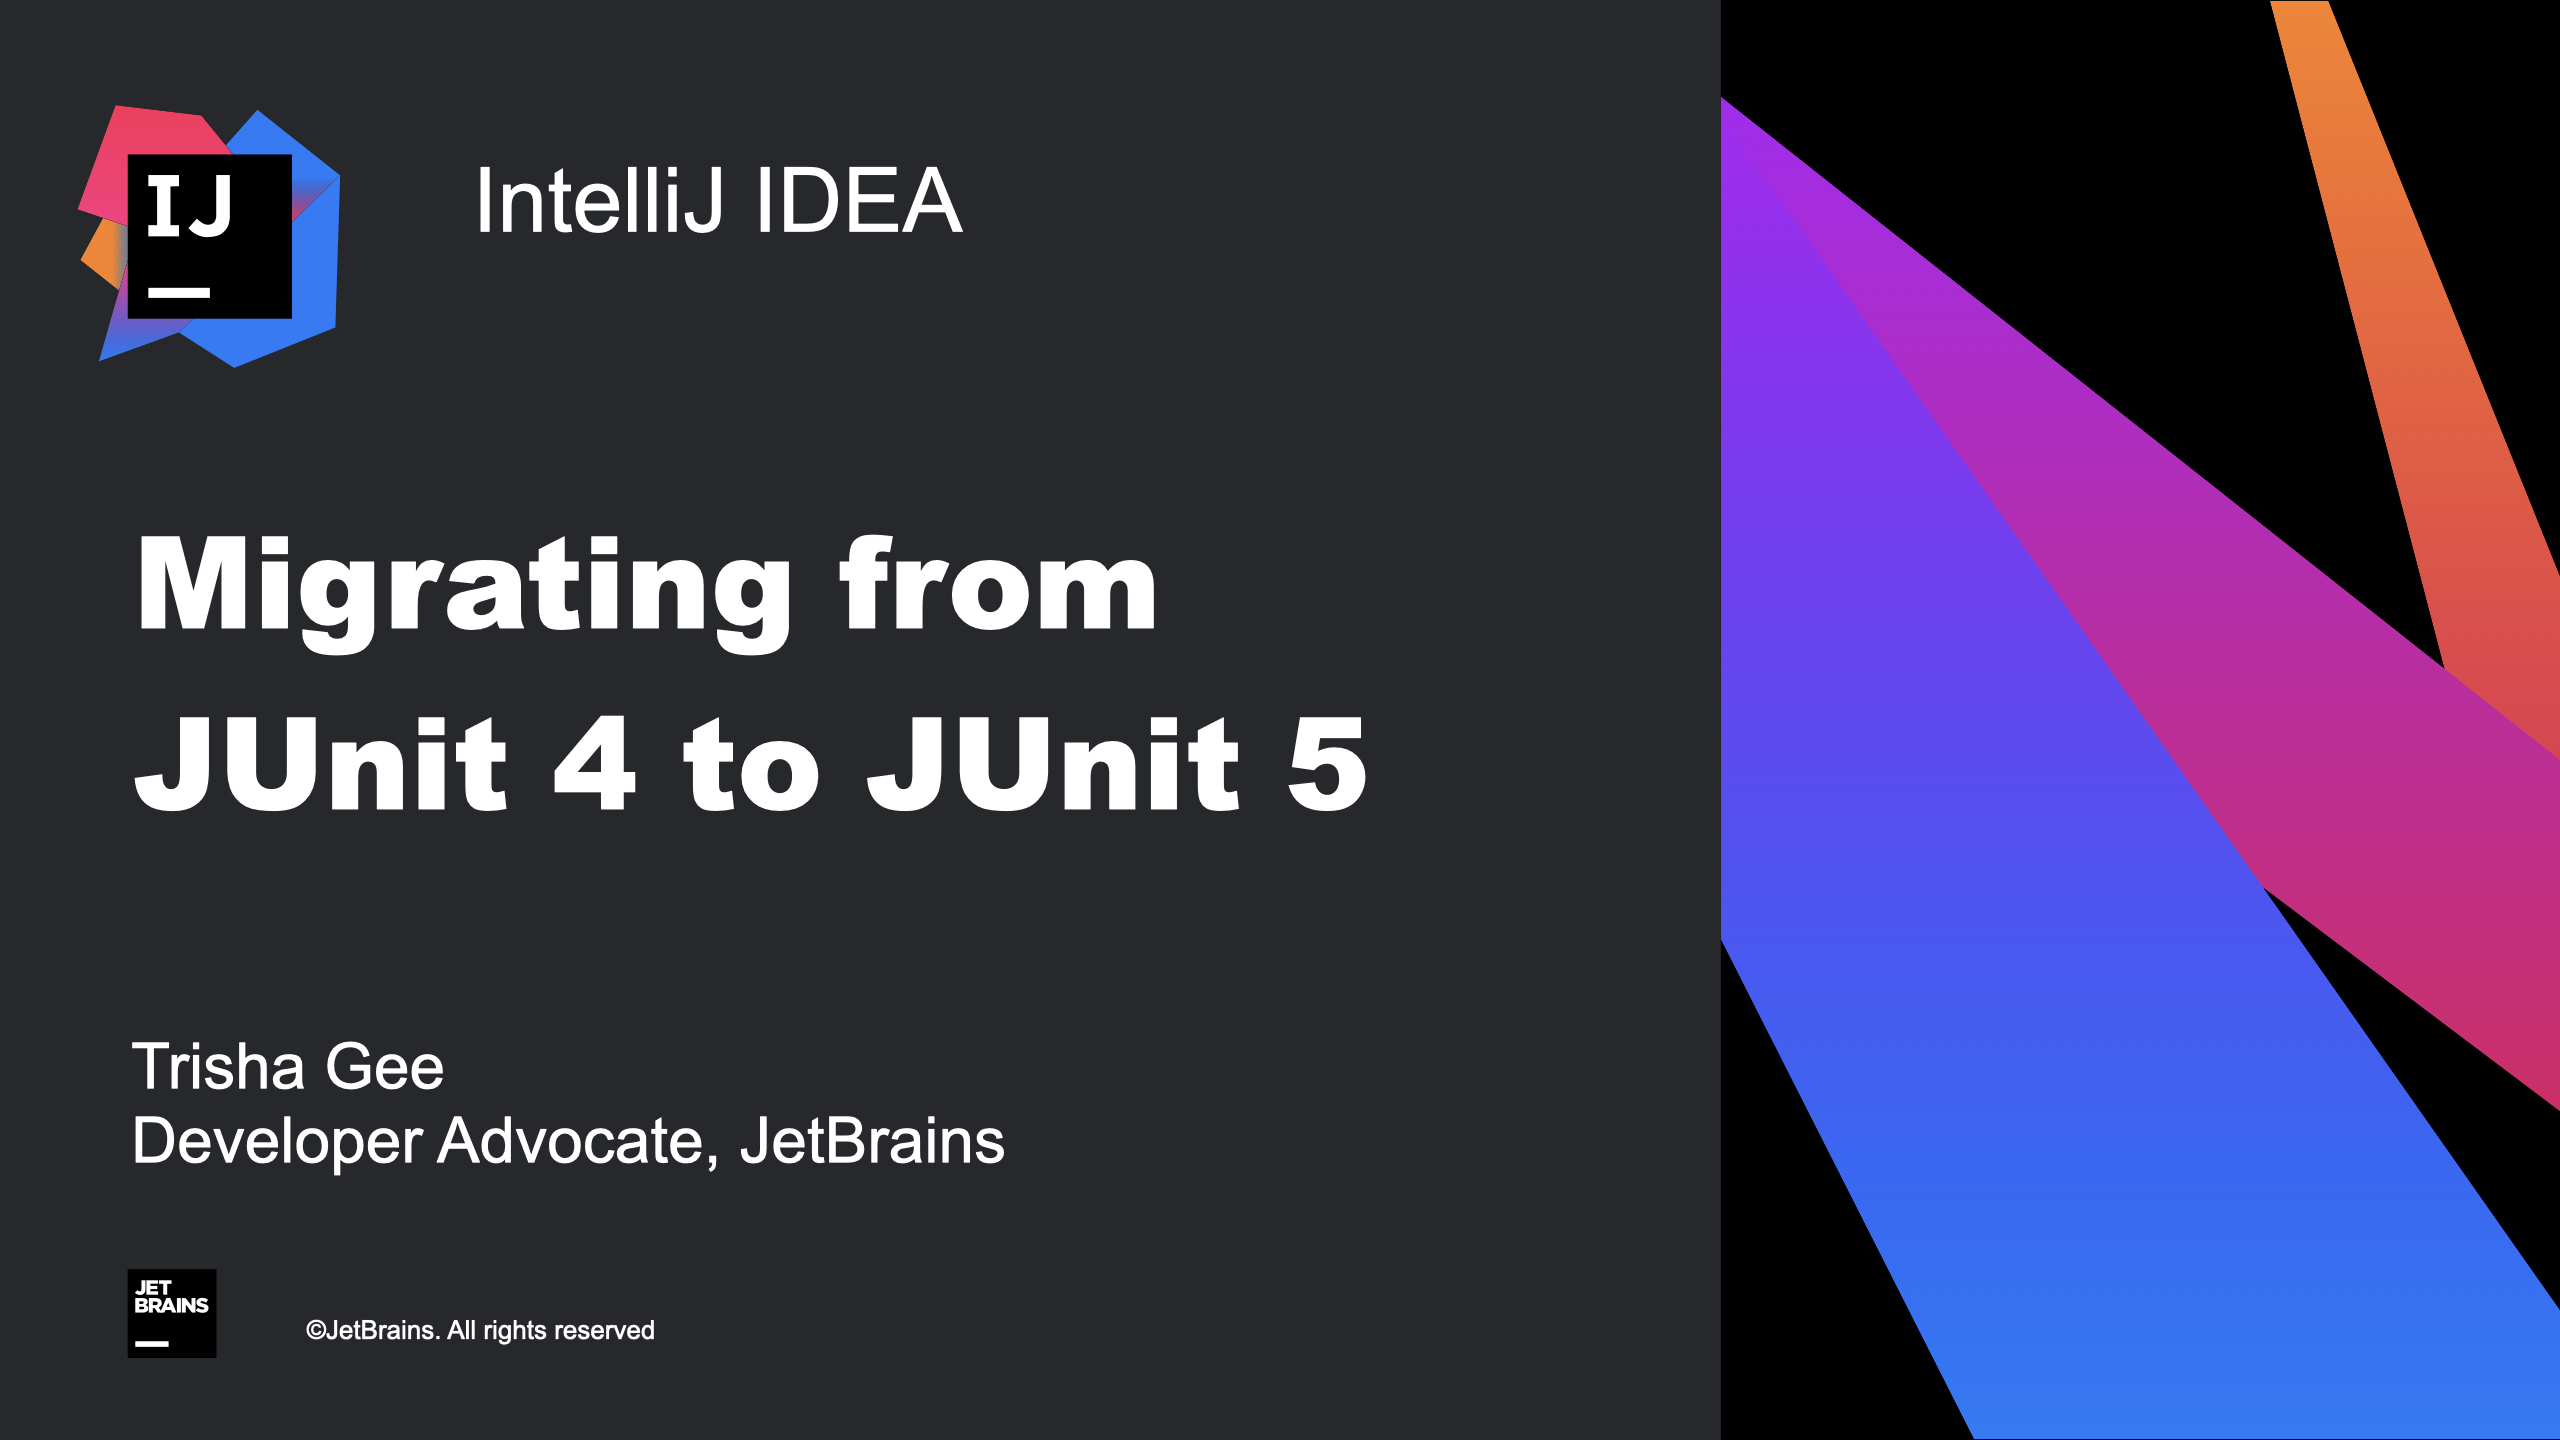 IJ
IntelliJ IDEA
Migrating from
JUnit 4 to JUnit 5
Trisha Gee
Developer Advocate, JetBrains
JET
BRAINS
©JetBrains. All rights reserved